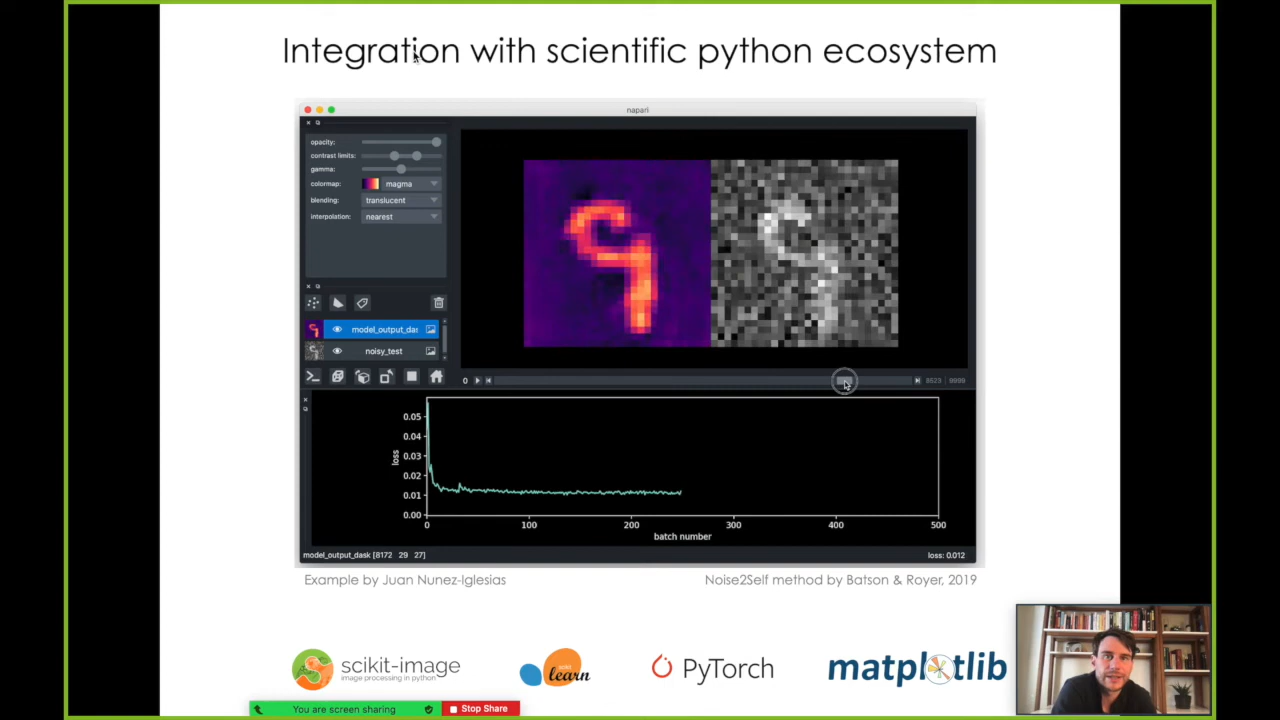 Integration with scientific python ecosystem
napari
opacity:
contrast limits:
gamma:
colormap: magma
blending: translucent
interpolation: nearest
model_output_das
noisy_test
0 8529 9999
0.05
0.04
0.03
0.02
0.01
0.00
loss
0 100 200 300 400 500
batch number
model_output_dask [8172 29 27] loss: 0.012
Example by Juan Nunez-Iglesias Noise2Self method by Batson & Royer, 2019
scikit-image
image processing in python
scikit
learn
PyTorch
matplotlib
You are screen sharing Stop Share